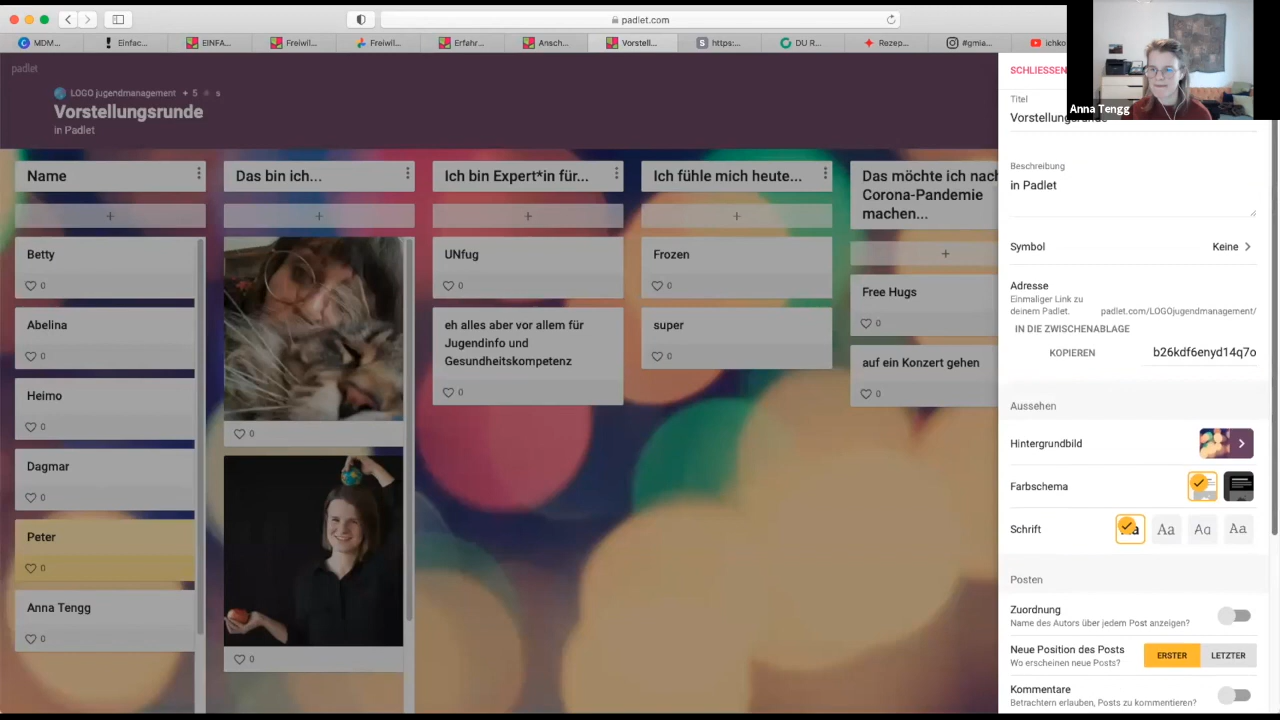 padlet.com
MDM...
Einfac...
EINFA...
Freiwil...
Freiwil...
Erfahr...
Ansch...
Vorstell...
https:...
DU R...
Rezep...
#gmia...
ichko
padlet
LOGO jugendmanagement + 5
Vorstellungsrunde
in Padlet
Name
Betty
0
Abelina
0
Heimo
0
Dagmar
0
Peter
0
Anna Tengg
0
Das bin ich...
0
0
Ich bin Expert*in für...
UNfug
0
eh alles aber vor allem für
Jugendinfo und
Gesundheitskompetenz
0
Ich fühle mich heute...
Frozen
0
super
0
Das möchte ich nach
Corona-Pandemie
machen...
Free Hugs
0
auf ein Konzert gehen
0
Anna Tengg
SCHLIESSEN
Titel
Vorstellungsrunde
Beschreibung
in Padlet
Symbol
Keine
Adresse
Einmaliger Link zu
deinem Padlet.
padlet.com/LOGOjugendmanagement/
IN DIE ZWISCHENABLAGE
KOPIEREN
b26kdf6enyd14q7o
Aussehen
Hintergrundbild
Farbschema
Schrift
Aa
Aa
Aa
Posten
Zuordnung
Name des Autors über jedem Post anzeigen?
Neue Position des Posts
Wo erscheinen neue Posts?
ERSTER
LETZTER
Kommentare
Betrachtern erlauben, Posts zu kommentieren?